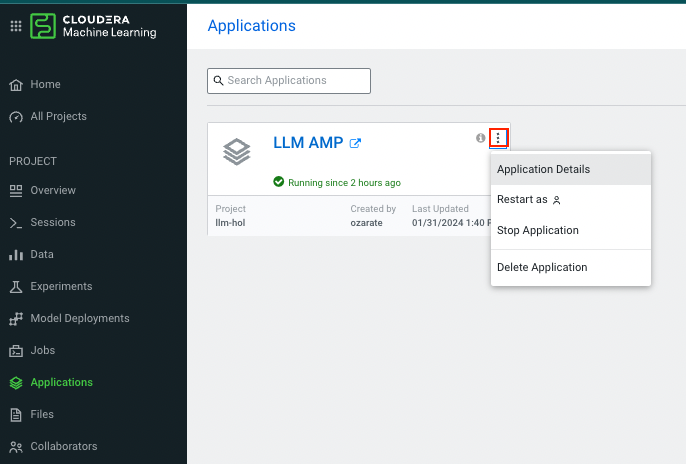 CLOUDERA
Machine Learning
Applications
Home
All Projects
PROJECT
Overview
Sessions
Data
Experiments
Model Deployments
Jobs
Applications
Files
Collaborators
Search Applications
LLM AMP
Running since 2 hours ago
Project
llm-hol
Created by
ozarate
Last Updated
01/31/2024 1:40 P
Application Details
Restart as
Stop Application
Delete Application